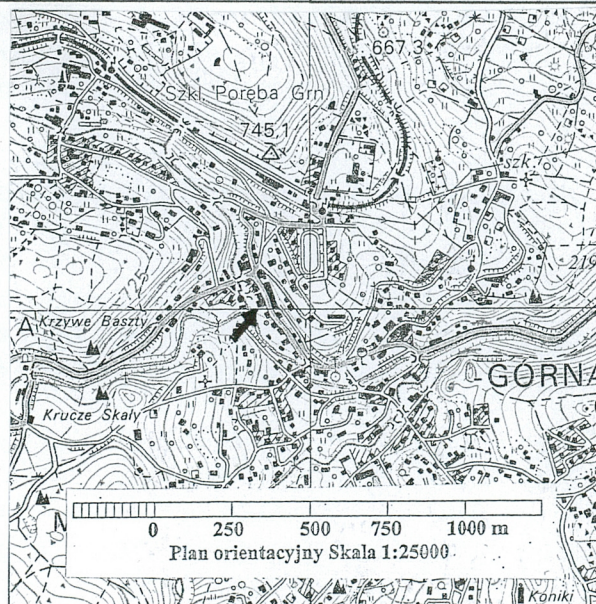 667,3
Szkl. Poręba Grn
745,1
szk.
219
A Krzywe Baszty
GÓRNA
Krucze Skały
M
0 250 500 750 1000 m
Plan orientacyjny Skala 1:25000
Koniki